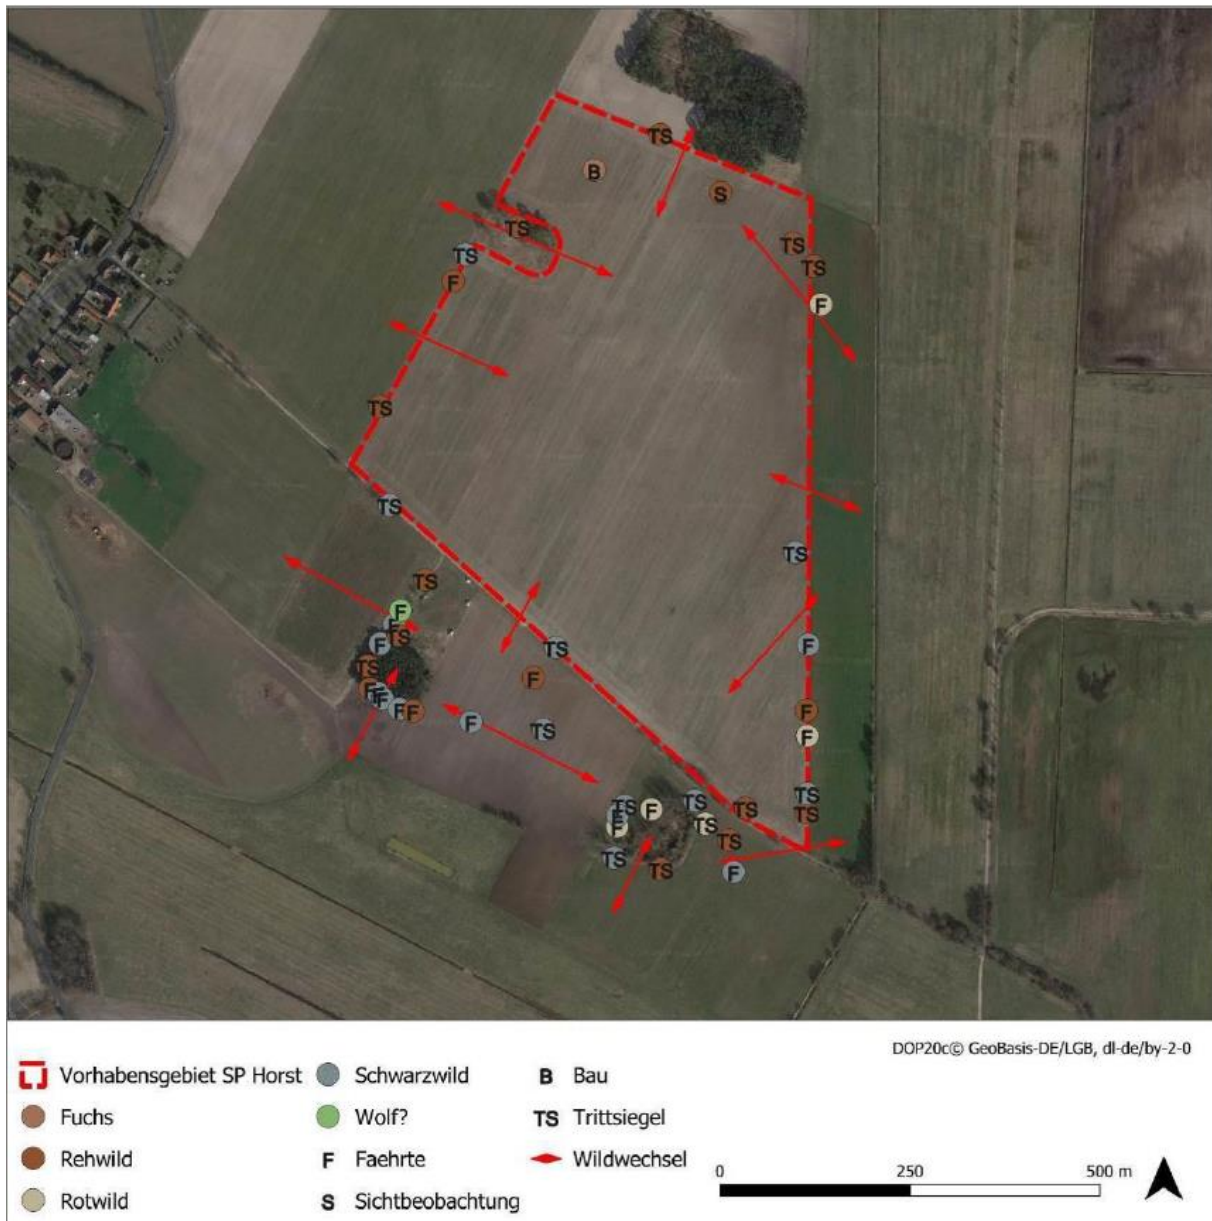 TS
B
S
TS
TS
TS
TS
F
F
TS
TS
TS
TS
F
F
TS
F
TS
TS
F
F
F
F
F
F
F
F
TS
TS
TS
TS
TS
F
TS
F
F
TS
TS
TS
TS
F
DOP20c© GeoBasis-DE/LGB, dl-de/by-2-0
Vorhabensgebiet SP Horst Schwarzwild B Bau
Fuchs Wolf? TS Trittsiegel
Rehwild F Faehrte Wildwechsel 0 250 500 m
Rotwild S Sichtbeobachtung